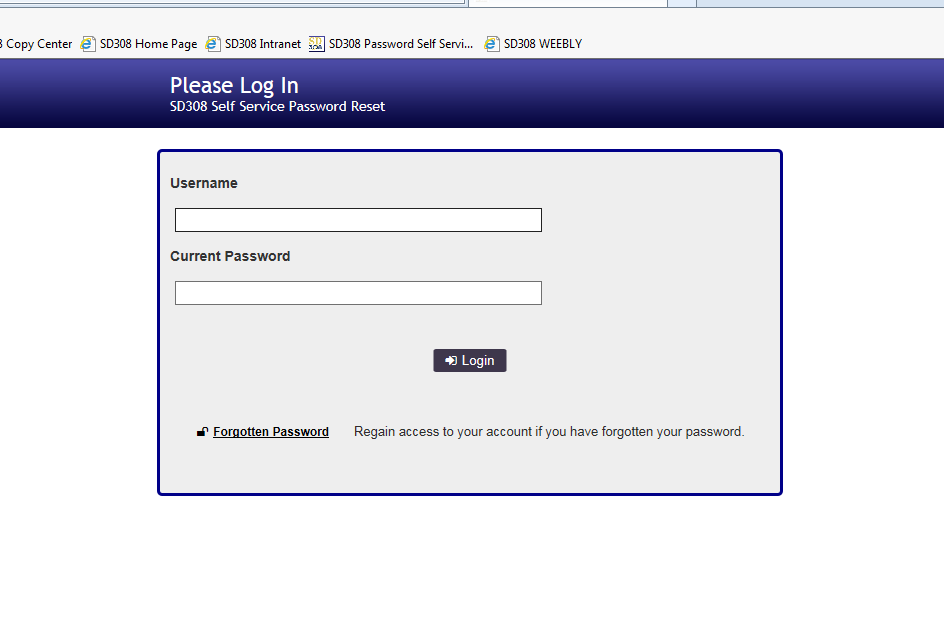 3 Copy Center SD308 Home Page SD308 Intranet SD308 Password Self Servi... SD308 WEEBLY
Please Log In
SD308 Self Service Password Reset
Username
Current Password
Login
Forgotten Password Regain access to your account if you have forgotten your password.